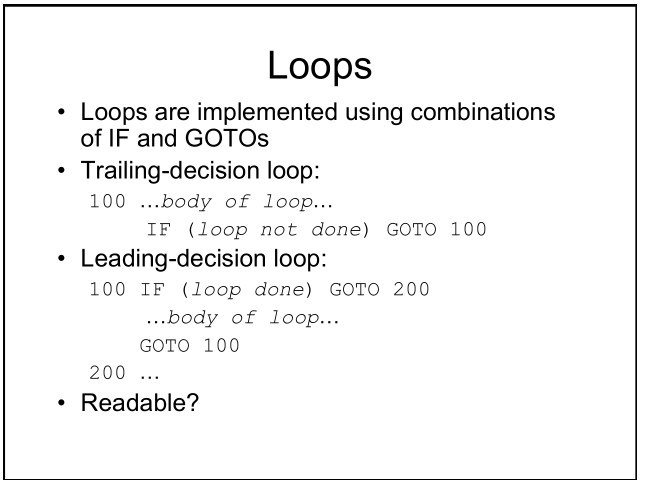 Loops
• Loops are implemented using combinations
of IF and GOTOs
• Trailing-decision loop:
100 …body of loop…
IF (loop not done) GOTO 100
• Leading-decision loop:
100 IF (loop done) GOTO 200
…body of loop…
GOTO 100
200 …
• Readable?